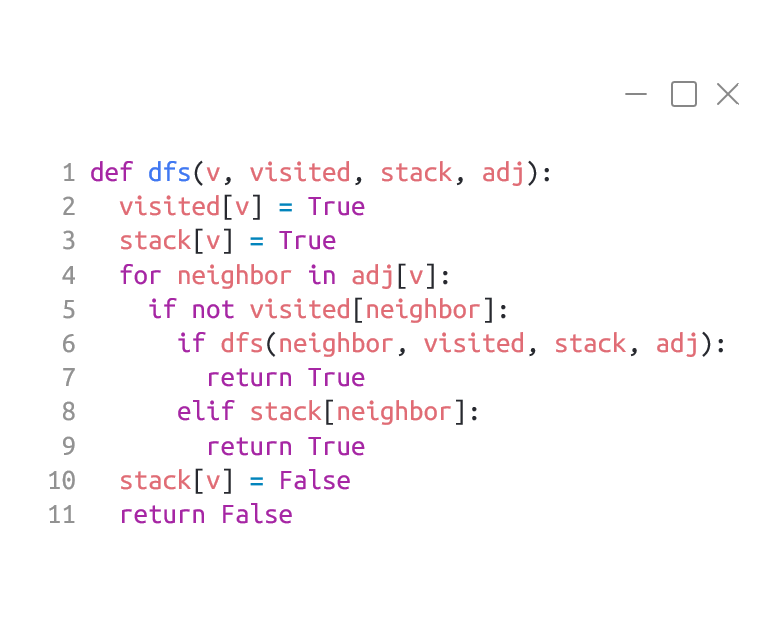 1 def dfs(v, visited, stack, adj):
2   visited[v] = True
3   stack[v] = True
4   for neighbor in adj[v]:
5     if not visited[neighbor]:
6       if dfs(neighbor, visited, stack, adj):
7         return True
8       elif stack[neighbor]:
9         return True
10   stack[v] = False
11   return False